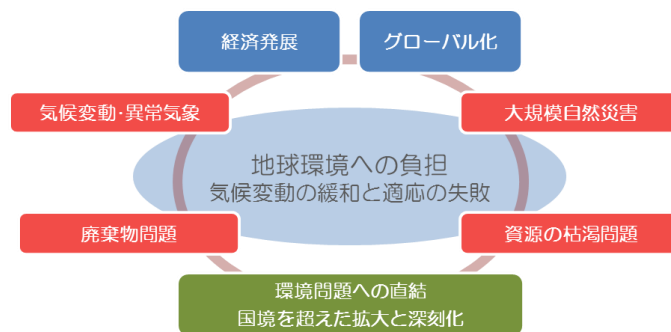 経済発展
グローバル化
気候変動・異常気象
大規模自然災害
地球環境への負担
気候変動の緩和と適応の失敗
廃棄物問題
資源の枯渇問題
環境問題への直結
国境を超えた拡大と深刻化